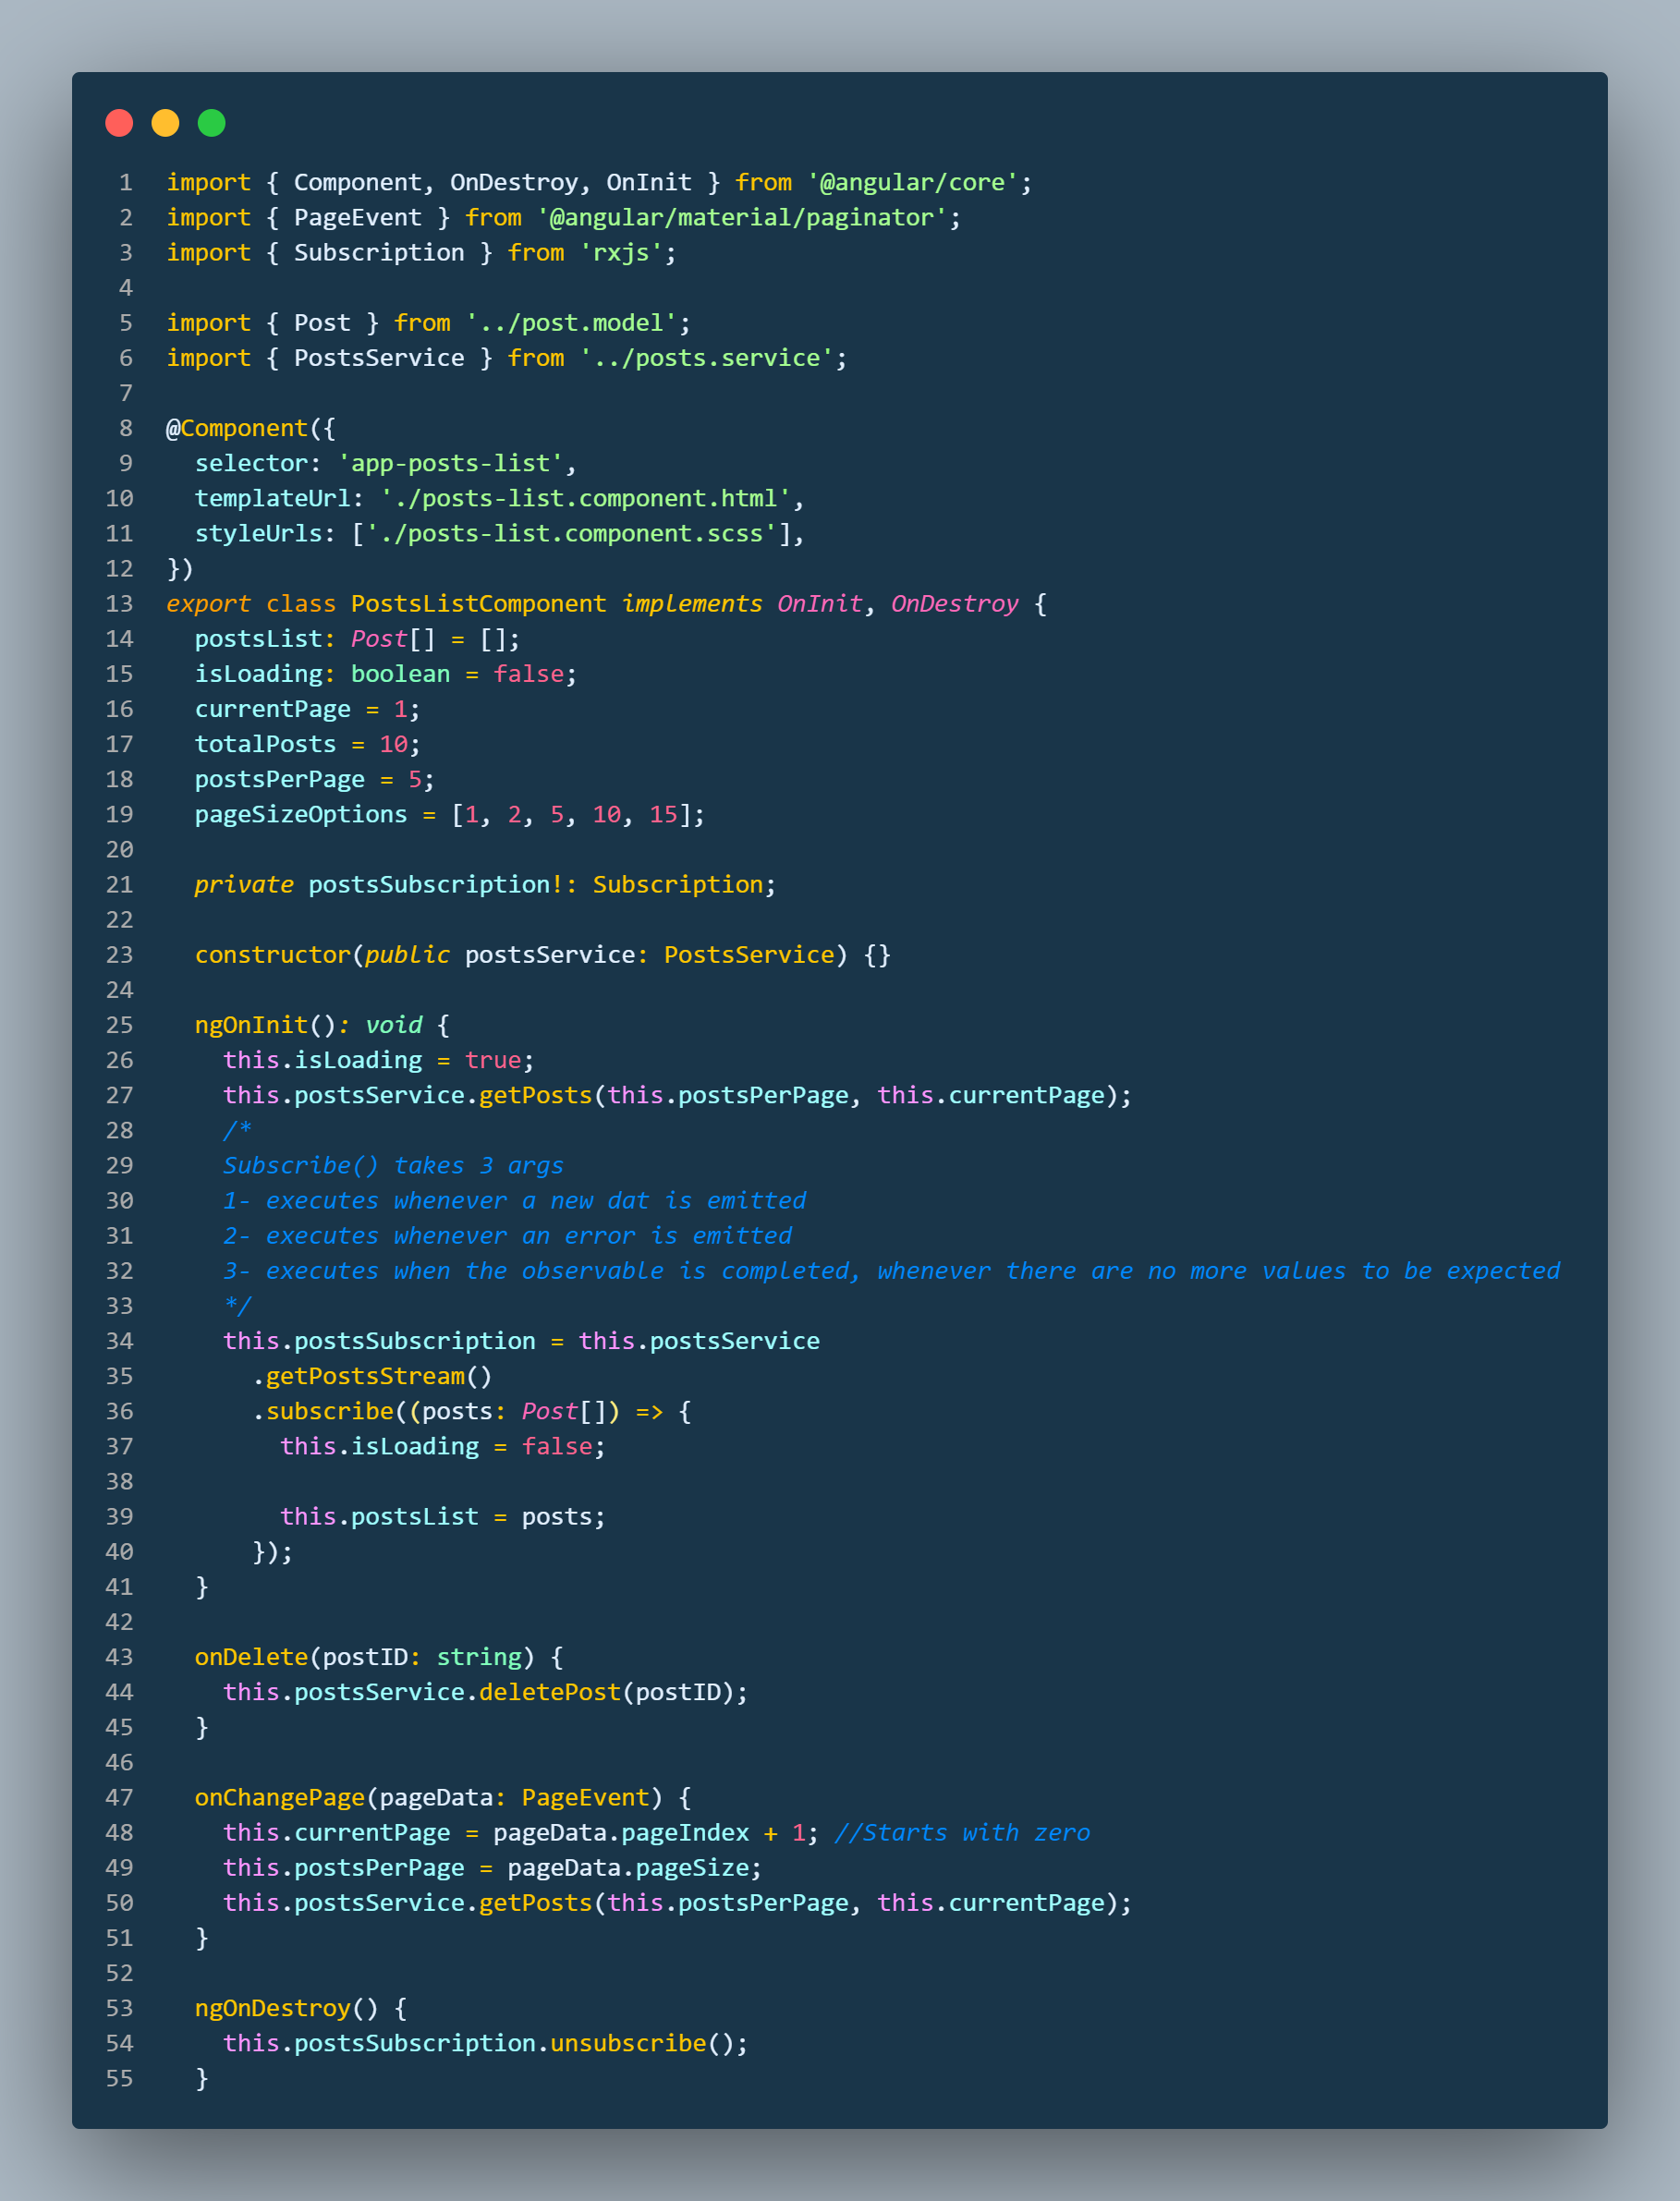 1 import { Component, OnDestroy, OnInit } from '@angular/core';
2 import { PageEvent } from '@angular/material/paginator';
3 import { Subscription } from 'rxjs';
4
5 import { Post } from '../post.model';
6 import { PostsService } from '../posts.service';
7
8 @Component({
9   selector: 'app-posts-list',
10   templateUrl: './posts-list.component.html',
11   styleUrls: ['./posts-list.component.scss'],
12 })
13 export class PostsListComponent implements OnInit, OnDestroy {
14   postsList: Post[] = [];
15   isLoading: boolean = false;
16   currentPage = 1;
17   totalPosts = 10;
18   postsPerPage = 5;
19   pageSizeOptions = [1, 2, 5, 10, 15];
20
21   private postsSubscription!: Subscription;
22
23   constructor(public postsService: PostsService) {}
24
25   ngOnInit(): void {
26     this.isLoading = true;
27     this.postsService.getPosts(this.postsPerPage, this.currentPage);
28     /*
29     Subscribe() takes 3 args
30     1- executes whenever a new dat is emitted
31     2- executes whenever an error is emitted
32     3- executes when the observable is completed, whenever there are no more values to be expected
33     */
34     this.postsSubscription = this.postsService
35       .getPostsStream()
36       .subscribe((posts: Post[]) => {
37         this.isLoading = false;
38
39         this.postsList = posts;
40       });
41   }
42
43   onDelete(postID: string) {
44     this.postsService.deletePost(postID);
45   }
46
47   onChangePage(pageData: PageEvent) {
48     this.currentPage = pageData.pageIndex + 1; //Starts with zero
49     this.postsPerPage = pageData.pageSize;
50     this.postsService.getPosts(this.postsPerPage, this.currentPage);
51   }
52
53   ngOnDestroy() {
54     this.postsSubscription.unsubscribe();
55   }